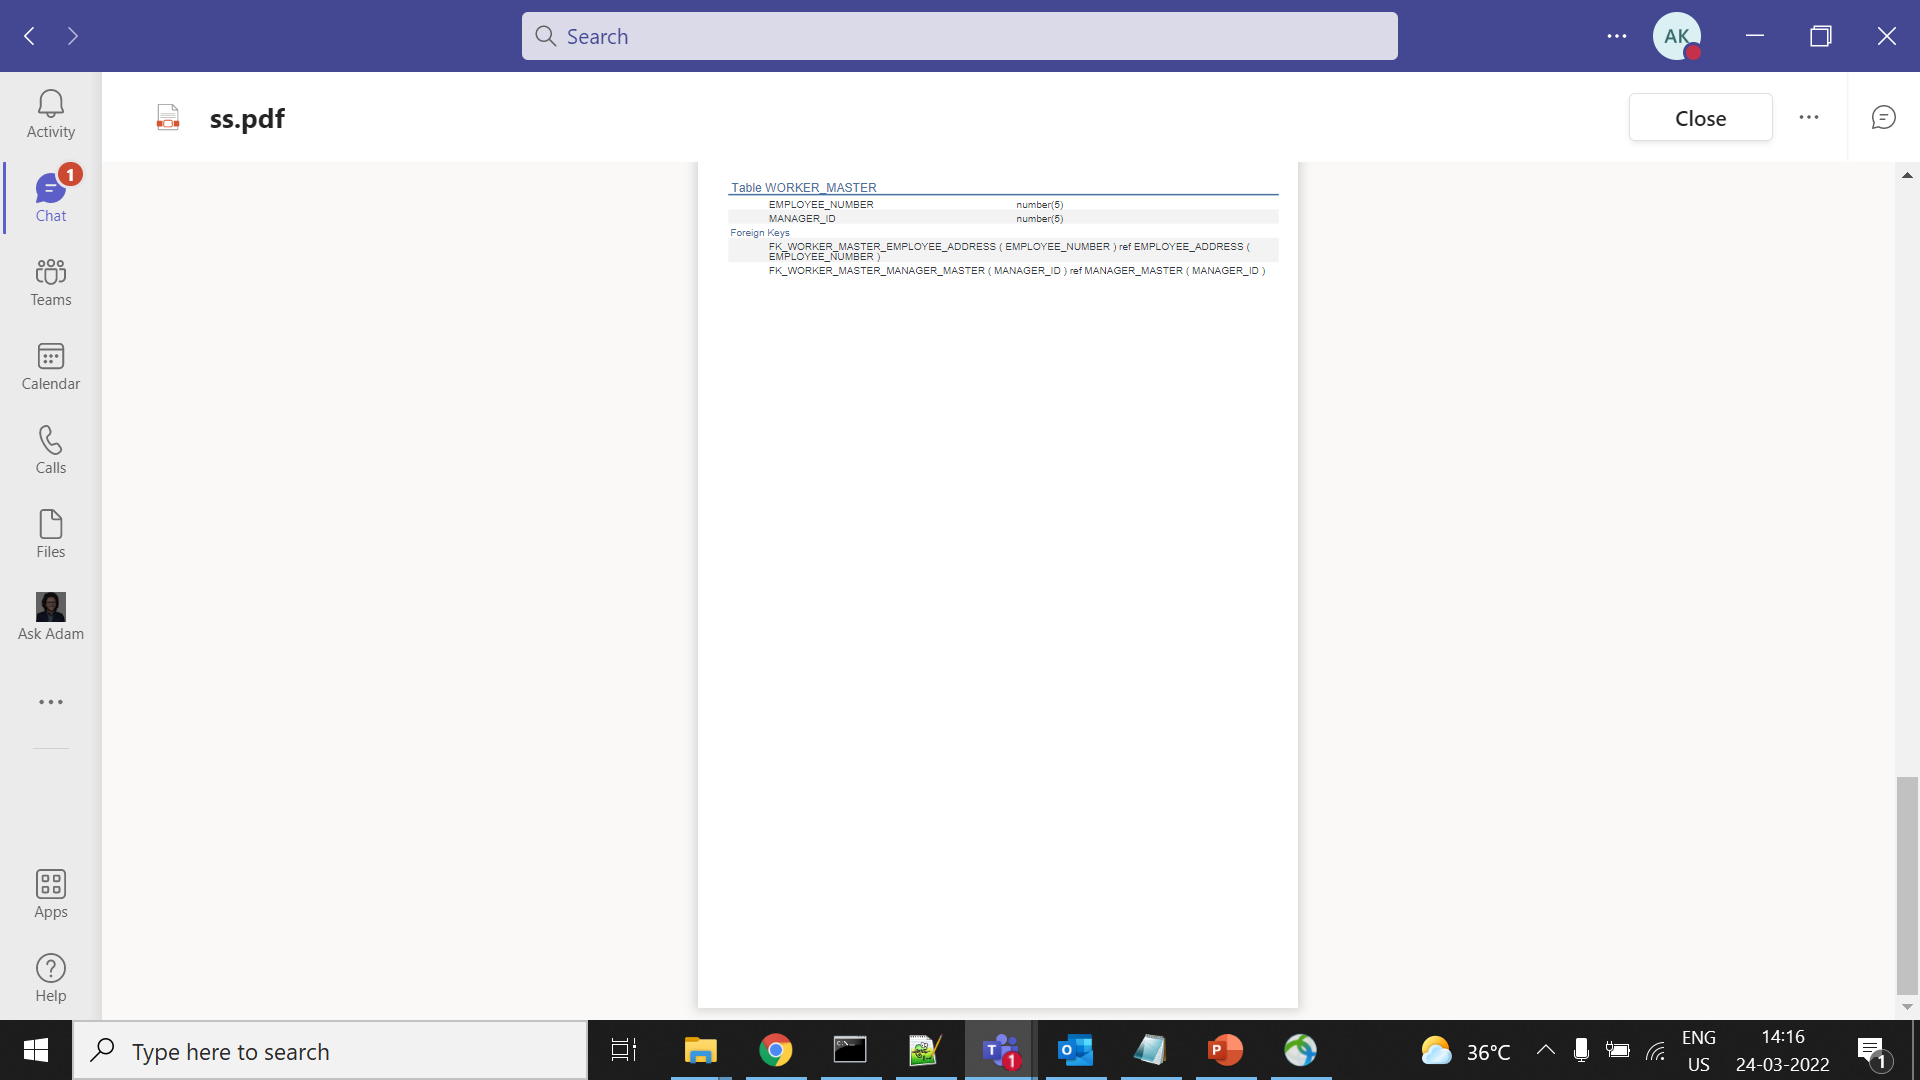 Search
AK
Activity
1
Chat
Teams
Calendar
Calls
Files
Ask Adam
Apps
Help
ss.pdf
Close
Table WORKER_MASTER
EMPLOYEE_NUMBER number(5)
MANAGER_ID number(5)
Foreign Keys
FK_WORKER_MASTER_EMPLOYEE_ADDRESS ( EMPLOYEE_NUMBER ) ref EMPLOYEE_ADDRESS (
EMPLOYEE_NUMBER )
FK_WORKER_MASTER_MANAGER_MASTER ( MANAGER_ID ) ref MANAGER_MASTER ( MANAGER_ID )
Type here to search
T
1
O
P
36°C
ENG
US
14:16
24-03-2022
1